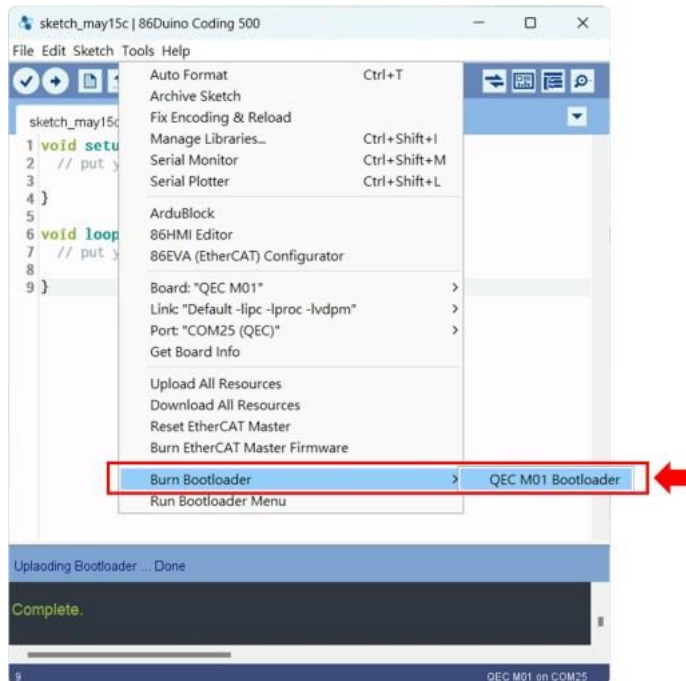 sketch_may15c | 86Duino Coding 500
File Edit Sketch Tools Help
sketch_may15c
1 void setu
2 // put y
3
4 }
5
6 void loop
7 // put y
8
9 }
Auto Format Ctrl+T
Archive Sketch
Fix Encoding & Reload
Manage Libraries... Ctrl+Shift+I
Serial Monitor Ctrl+Shift+M
Serial Plotter Ctrl+Shift+L
ArduBlock
86HMI Editor
86EVA (EtherCAT) Configurator
Board: "QEC M01" >
Link: "Default -lipc -lproc -lvdpm" >
Port: "COM25 (QEC)" >
Get Board Info
Upload All Resources
Download All Resources
Reset EtherCAT Master
Burn EtherCAT Master Firmware
Burn Bootloader > QEC M01 Bootloader
Run Bootloader Menu
Uplaoding Bootloader ... Done
Complete.
9 QEC M01 on COM25